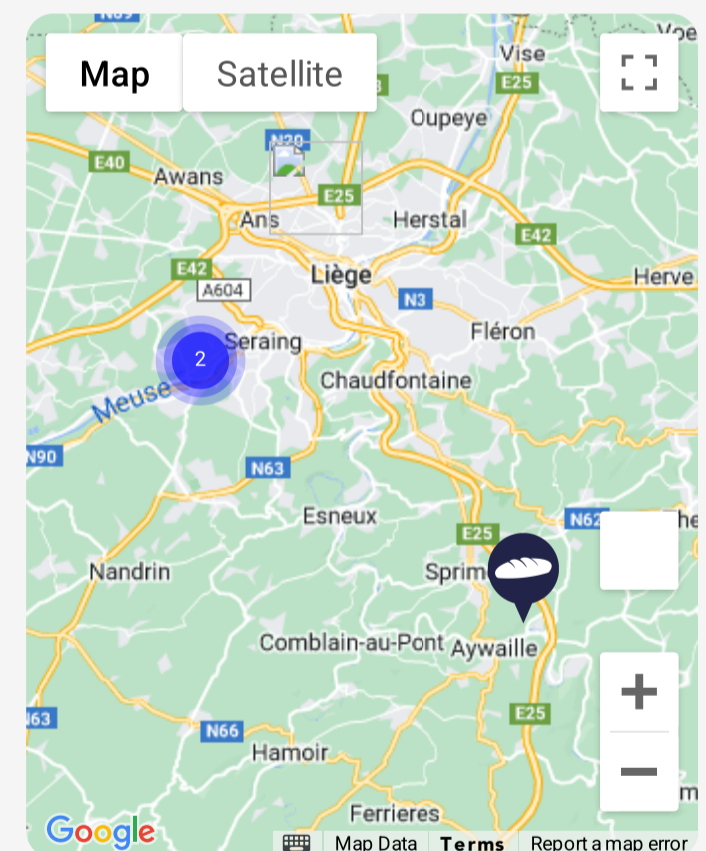 Map
Satellite
Vise
E25
Oupeye
E40
Awans
E25
Ans
Herstal
E42
E42
Liège
Herve
A604
N3
Seraing
Fléron
2
Chaudfontaine
Meuse
N90
N63
Esneux
N62
E25
Nandrin
Comblain-au-Pont
Aywaille
E25
N63
N66
Hamoir
Ferrieres
Google
Map Data
Terms
Report a map error